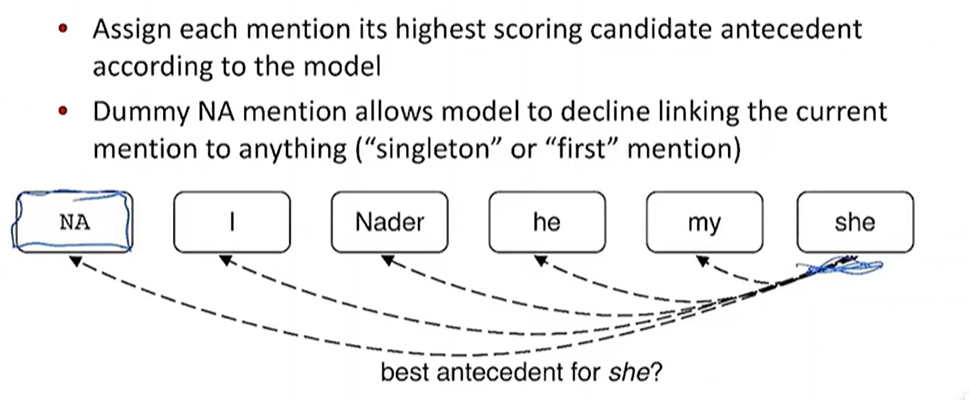 • Assign each mention its highest scoring candidate antecedent
according to the model
• Dummy NA mention allows model to decline linking the current
mention to anything (“singleton” or “first” mention)
NA I Nader he my she
best antecedent for she?